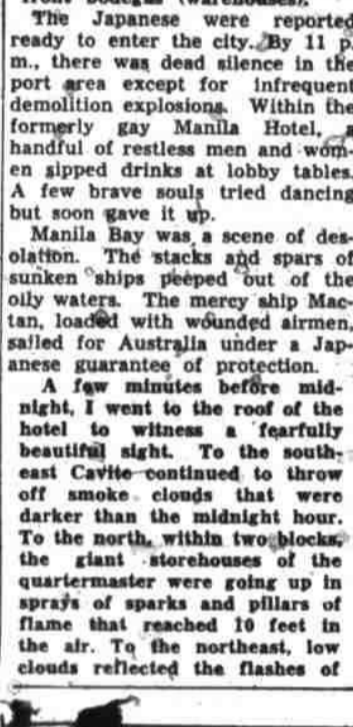 front bodegas (warehouses).
The Japanese were reported
ready to enter the city. By 11 p.
m., there was dead silence in the
port area except for infrequent
demolition explosions. Within the
formerly gay Manila Hotel, a
handful of restless men and wom-
en sipped drinks at lobby tables.
A few brave souls tried dancing
but soon gave it up.
Manila Bay was a scene of des-
olation. The stacks and spars of
sunken ships peeped out of the
oily waters. The mercy ship Mac-
tan, loaded with wounded airmen,
sailed for Australia under a Jap-
anese guarantee of protection.
A few minutes before mid-
night, I went to the roof of the
hotel to witness a fearfully
beautiful sight. To the south-
east Cavite continued to throw
off smoke clouds that were
darker than the midnight hour.
To the north, within two blocks,
the giant storehouses of the
quartermaster were going up in
sprays of sparks and pillars of
flame that reached 10 feet in
the air. To the northeast, low
clouds reflected the flashes of